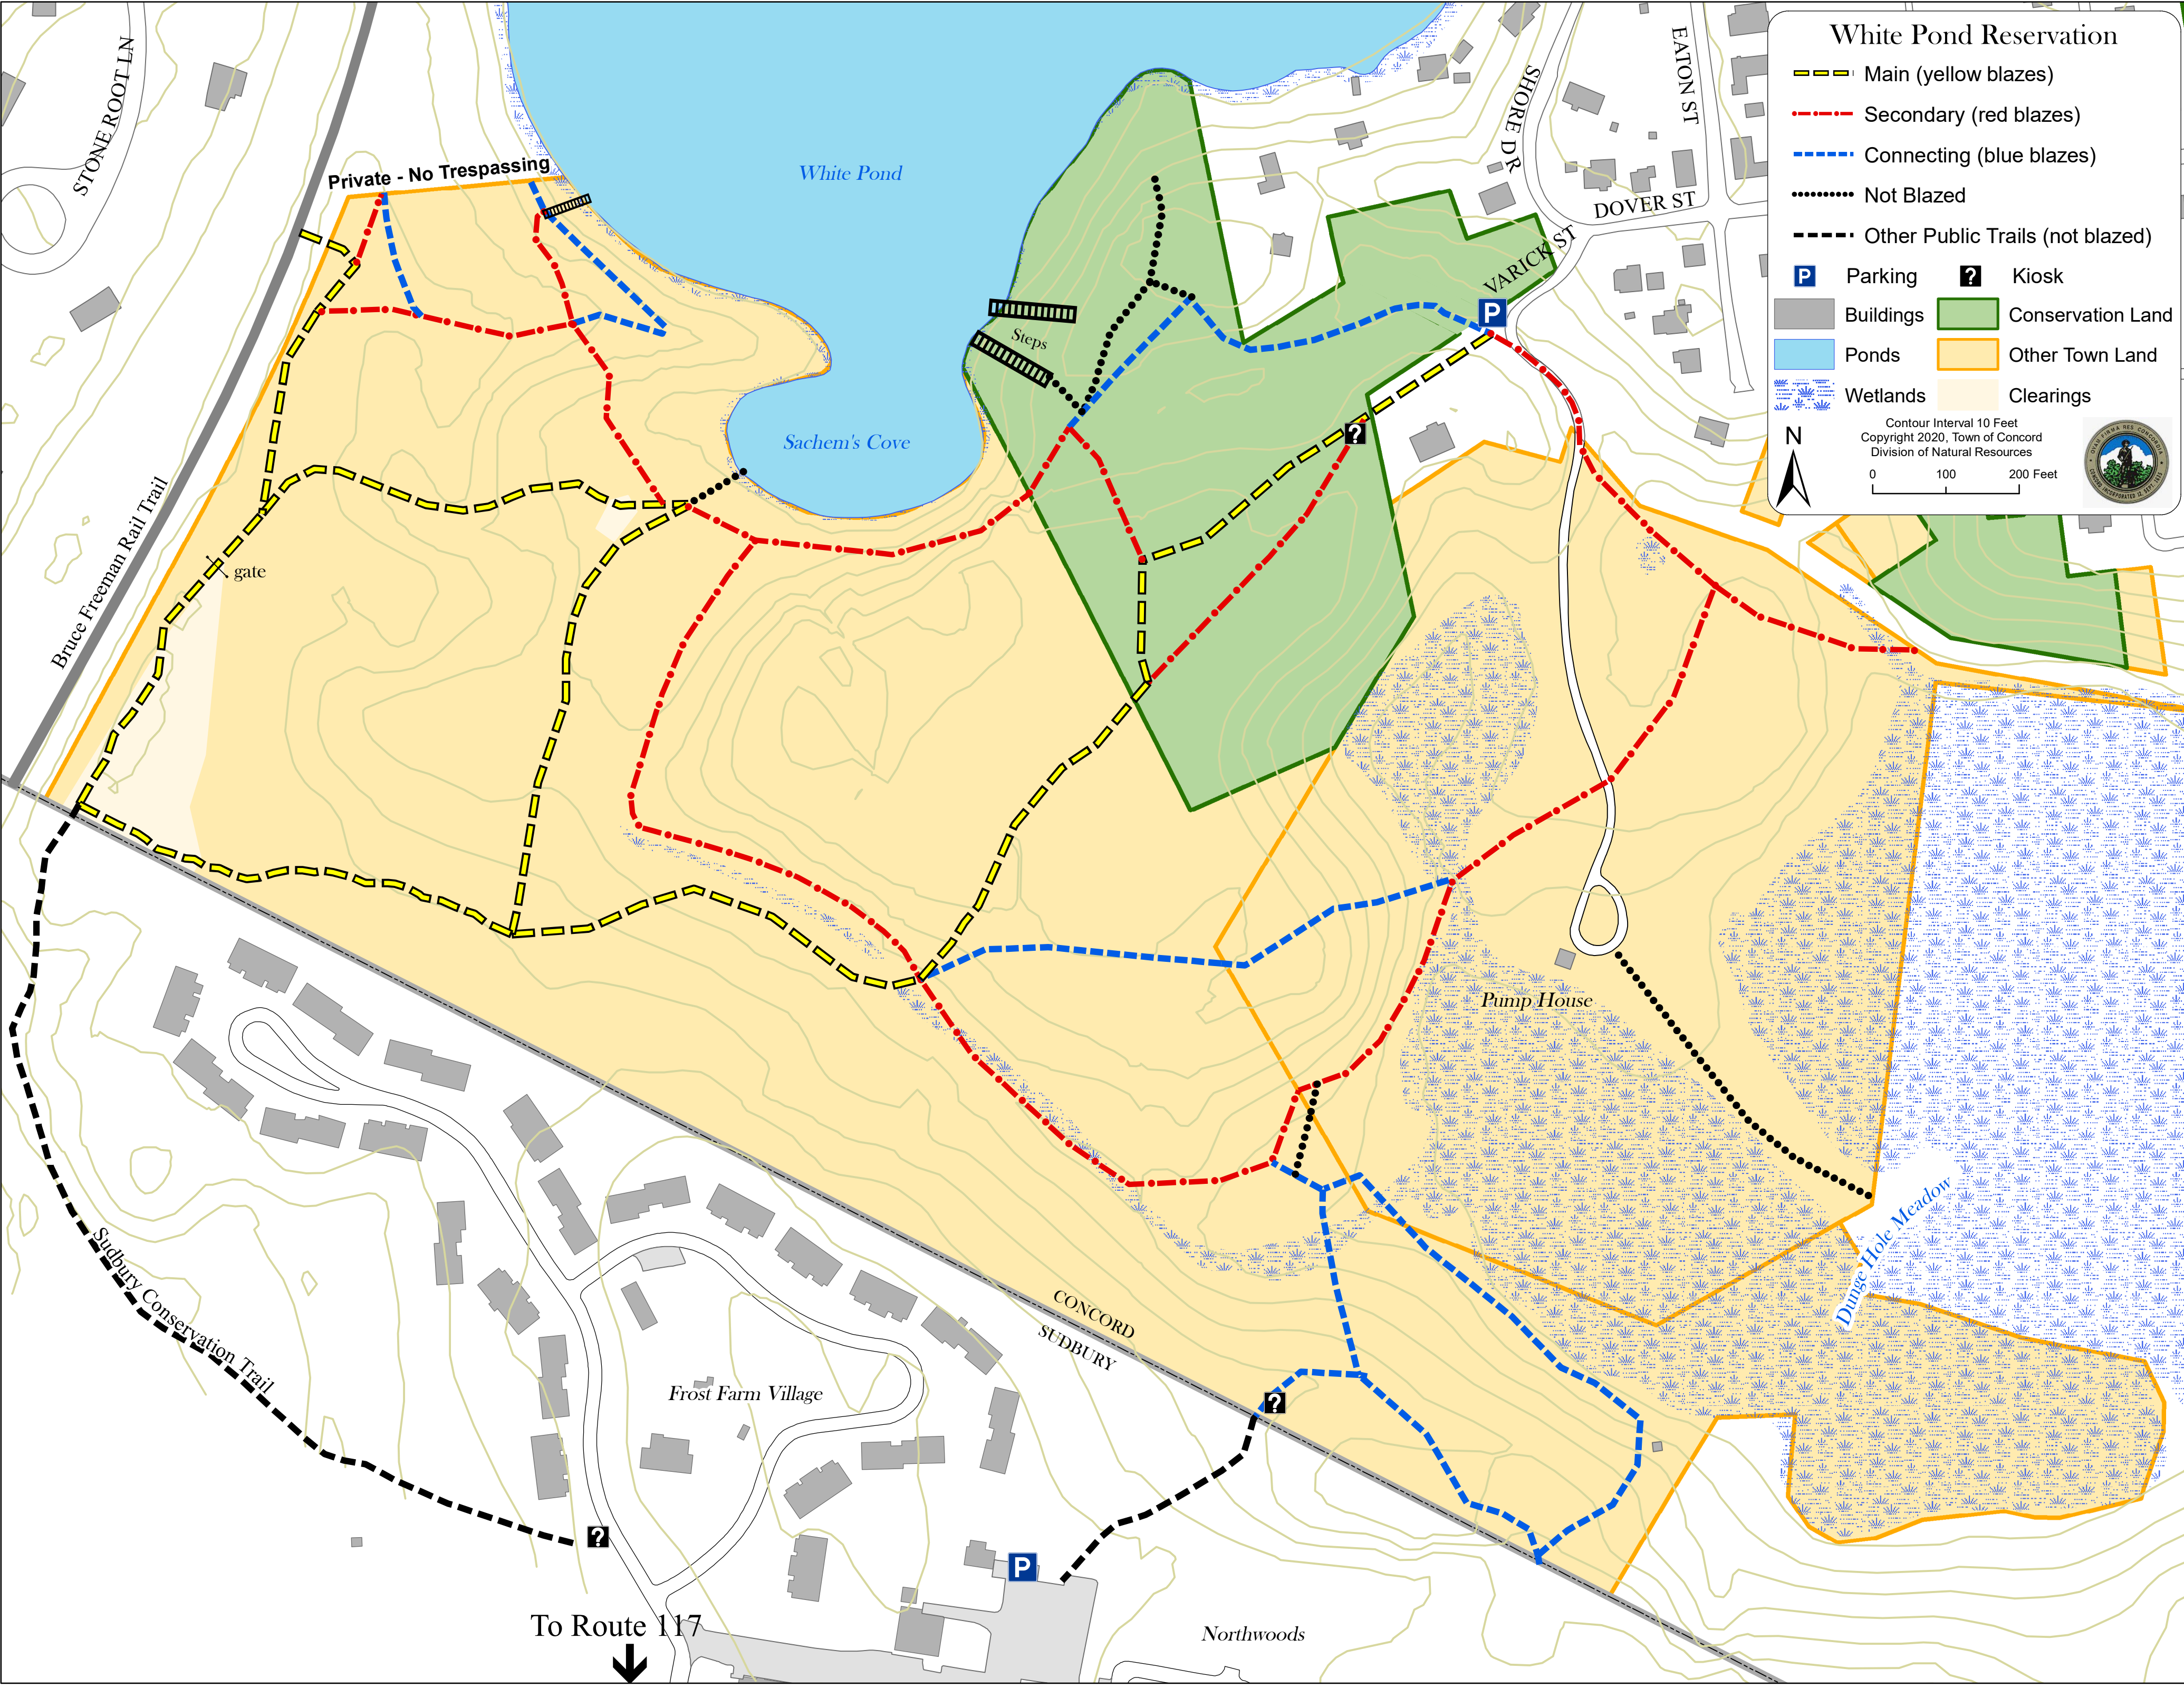 White Pond Reservation
Main (yellow blazes)
Secondary (red blazes)
Connecting (blue blazes)
Not Blazed
Other Public Trails (not blazed)
P Parking
? Kiosk
Buildings
Conservation Land
Ponds
Other Town Land
Wetlands
Clearings
Contour Interval 10 Feet
Copyright 2020, Town of Concord
Division of Natural Resources
N
0 100 200 Feet
STONE ROOT LN
Private - No Trespassing
White Pond
SHORE DR
EATON ST
DOVER ST
VARICK ST
P
Steps
Sachem's Cove
?
Bruce Freeman Rail Trail
gate
Pump House
Dunge Hole Meadow
Sudbury Conservation Trail
CONCORD
SUDBURY
Frost Farm Village
?
?
P
To Route 117
Northwoods